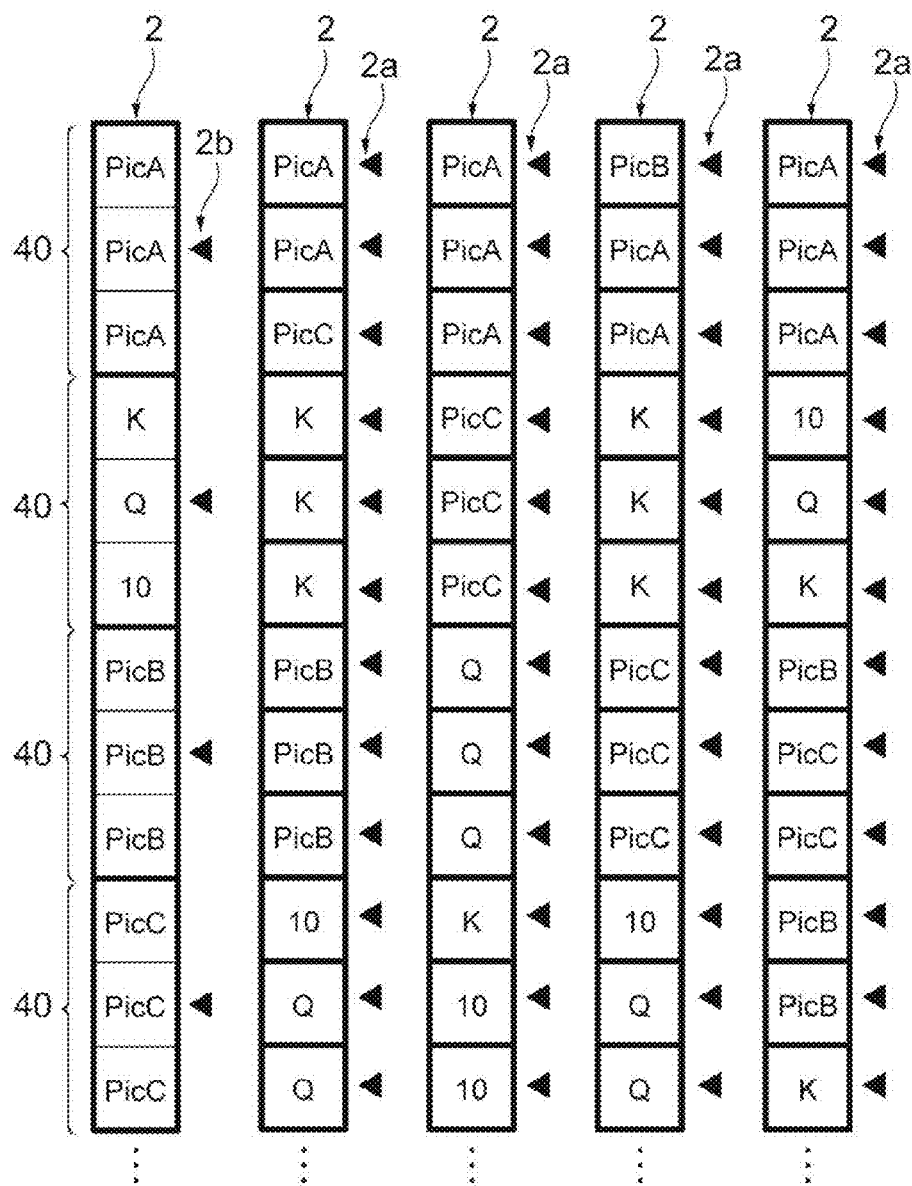 2 2 2 2 2
2a 2a 2a 2a
2b
PicA PicA PicA PicB PicA
40 PicA PicA PicA PicA PicA
PicA PicC PicA PicA PicA
K K PicC K 10
40 Q K PicC K Q
10 K PicC K K
PicB PicB Q PicC PicB
40 PicB PicB Q PicC PicC
PicB PicB Q PicC PicC
PicC 10 K 10 PicB
40 PicC Q 10 Q PicB
PicC Q 10 Q K